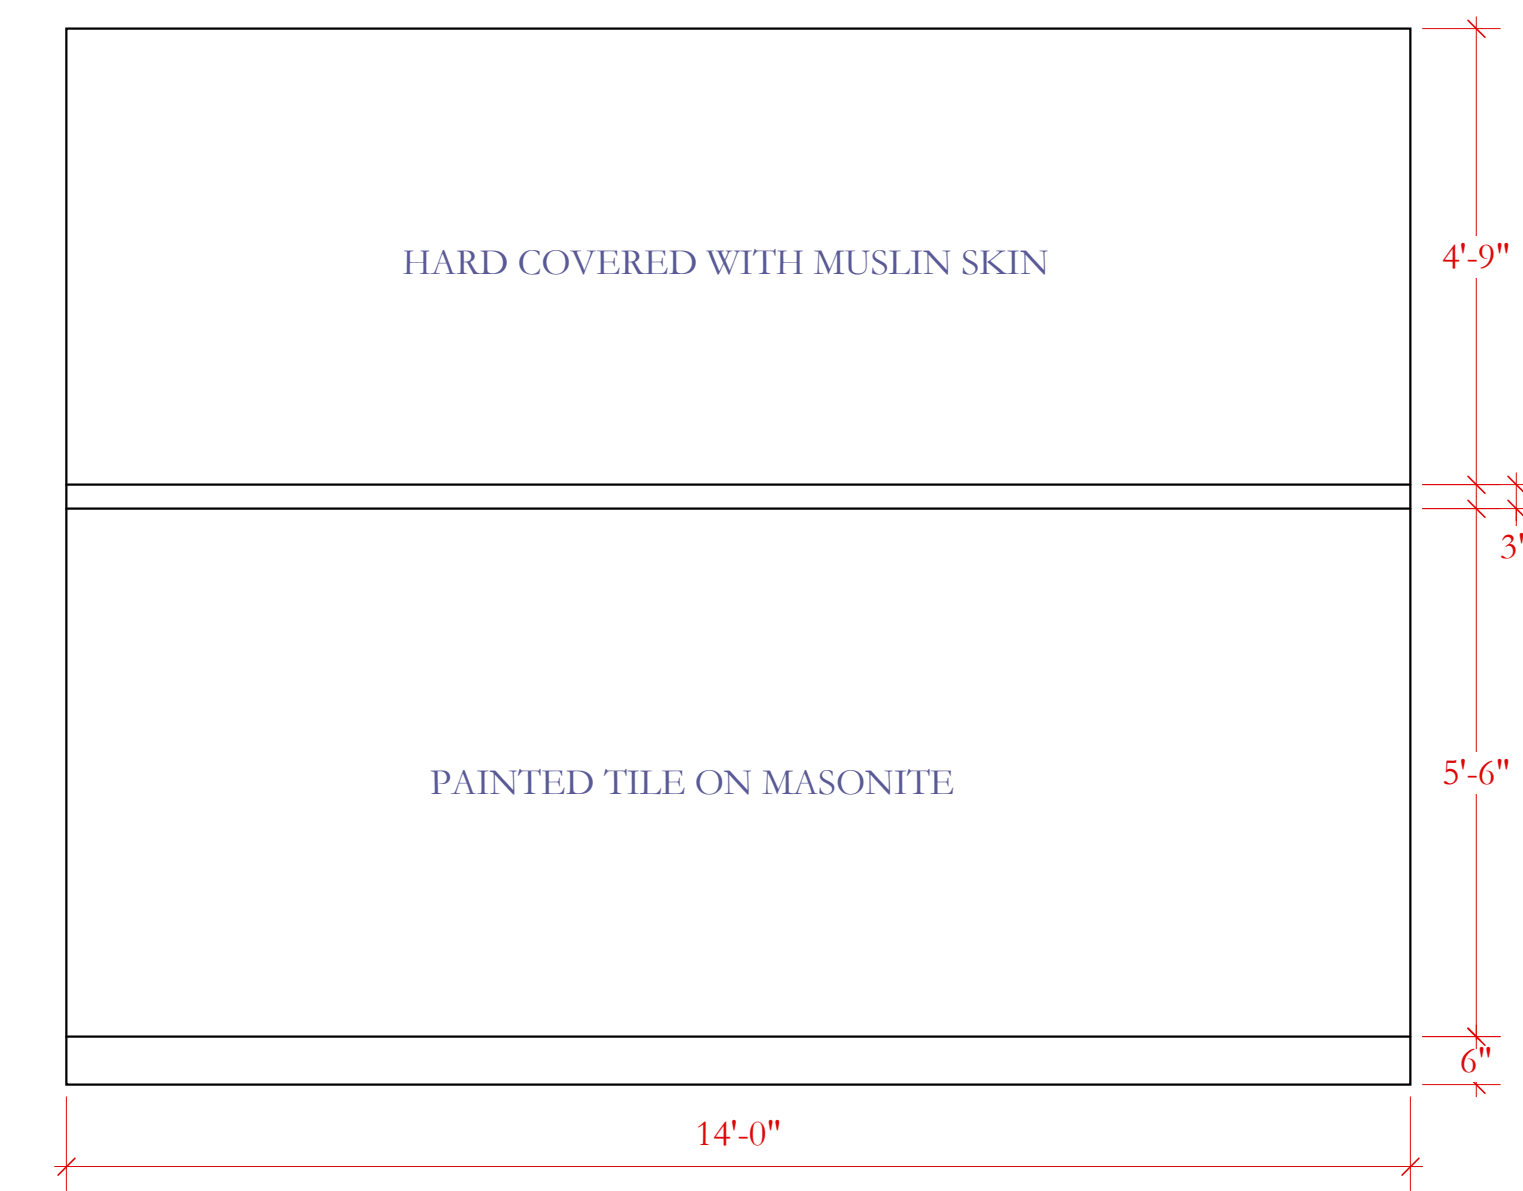 HARD COVERED WITH MUSLIN SKIN
4'-9"
3'
PAINTED TILE ON MASONITE
5'-6"
6"
14'-0"